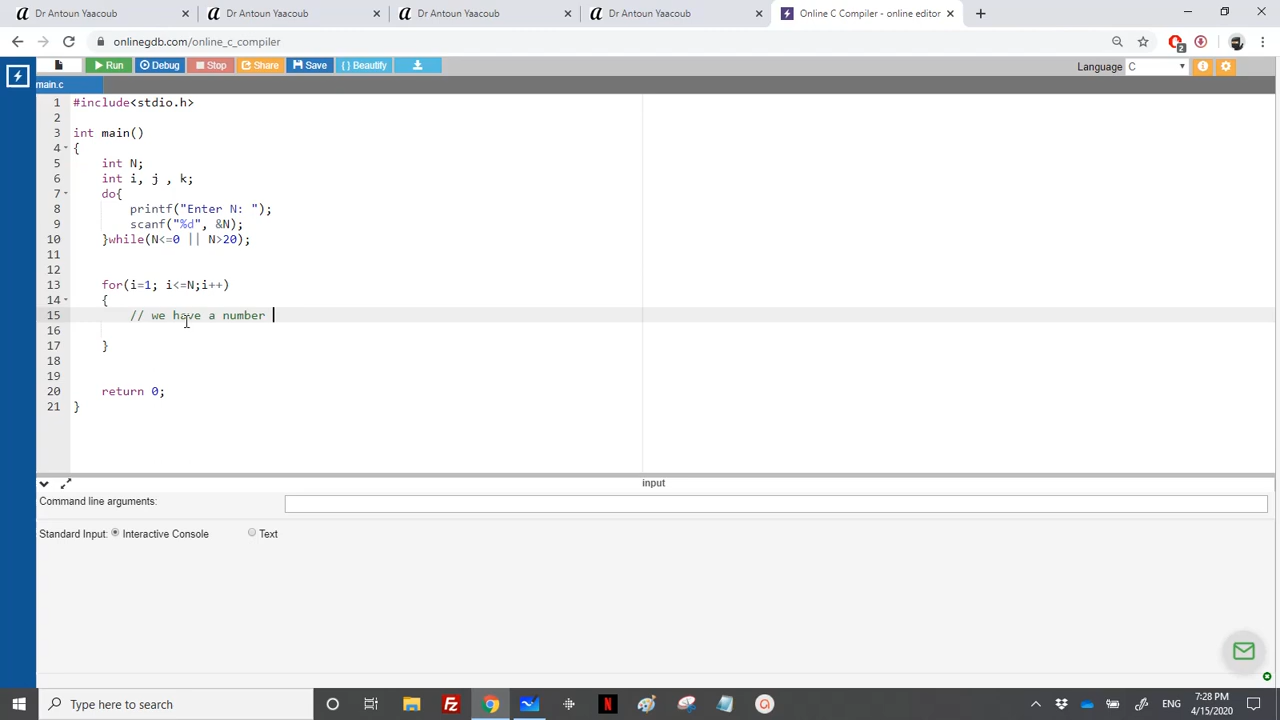 Dr Antoun Yaacoub
Dr Antoun Yaacoub
Dr Antoun Yaacoub
Dr Antoun Yaacoub
Online C Compiler - online editor
onlinegdb.com/online_c_compiler
2
Run
Debug
Stop
Share
Save
{ } Beautify
Language C
main.c
1 #include<stdio.h>
2
3 int main()
4 {
5 int N;
6 int i, j , k;
7 do{
8 printf("Enter N: ");
9 scanf("%d", &N);
10 }while(N<=0 || N>20);
11
12
13 for(i=1; i<=N;i++)
14 {
15 // we have a number
16
17 }
18
19
20 return 0;
21 }
input
Command line arguments:
Standard Input: Interactive Console Text
Type here to search
ENG
7:28 PM
4/15/2020